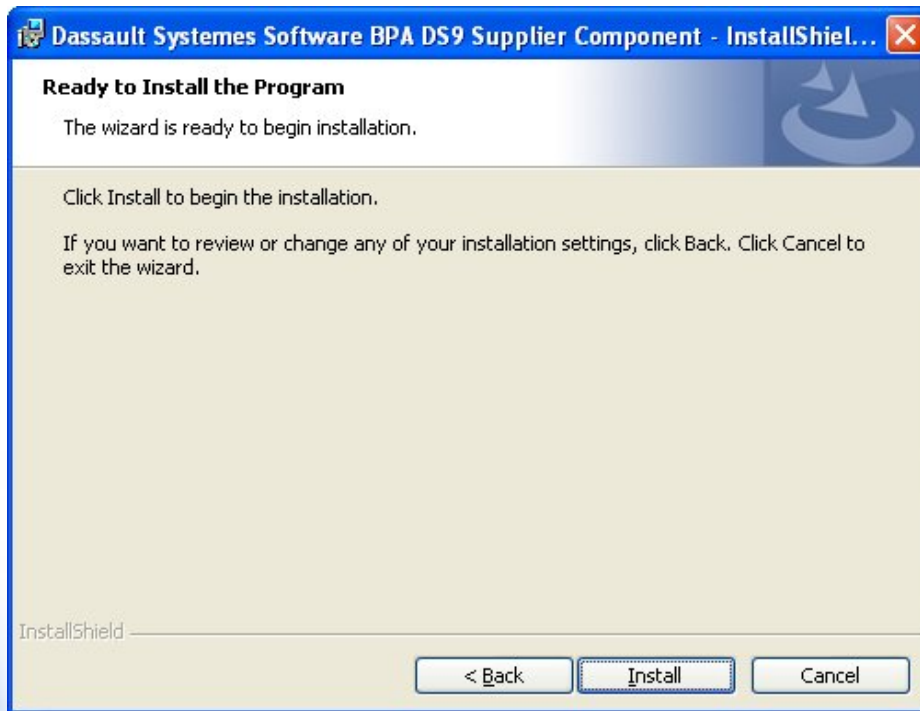 Dassault Systemes Software BPA DS9 Supplier Component - InstallShiel...
Ready to Install the Program
The wizard is ready to begin installation.
Click Install to begin the installation.
If you want to review or change any of your installation settings, click Back. Click Cancel to
exit the wizard.
InstallShield
< Back
Install
Cancel